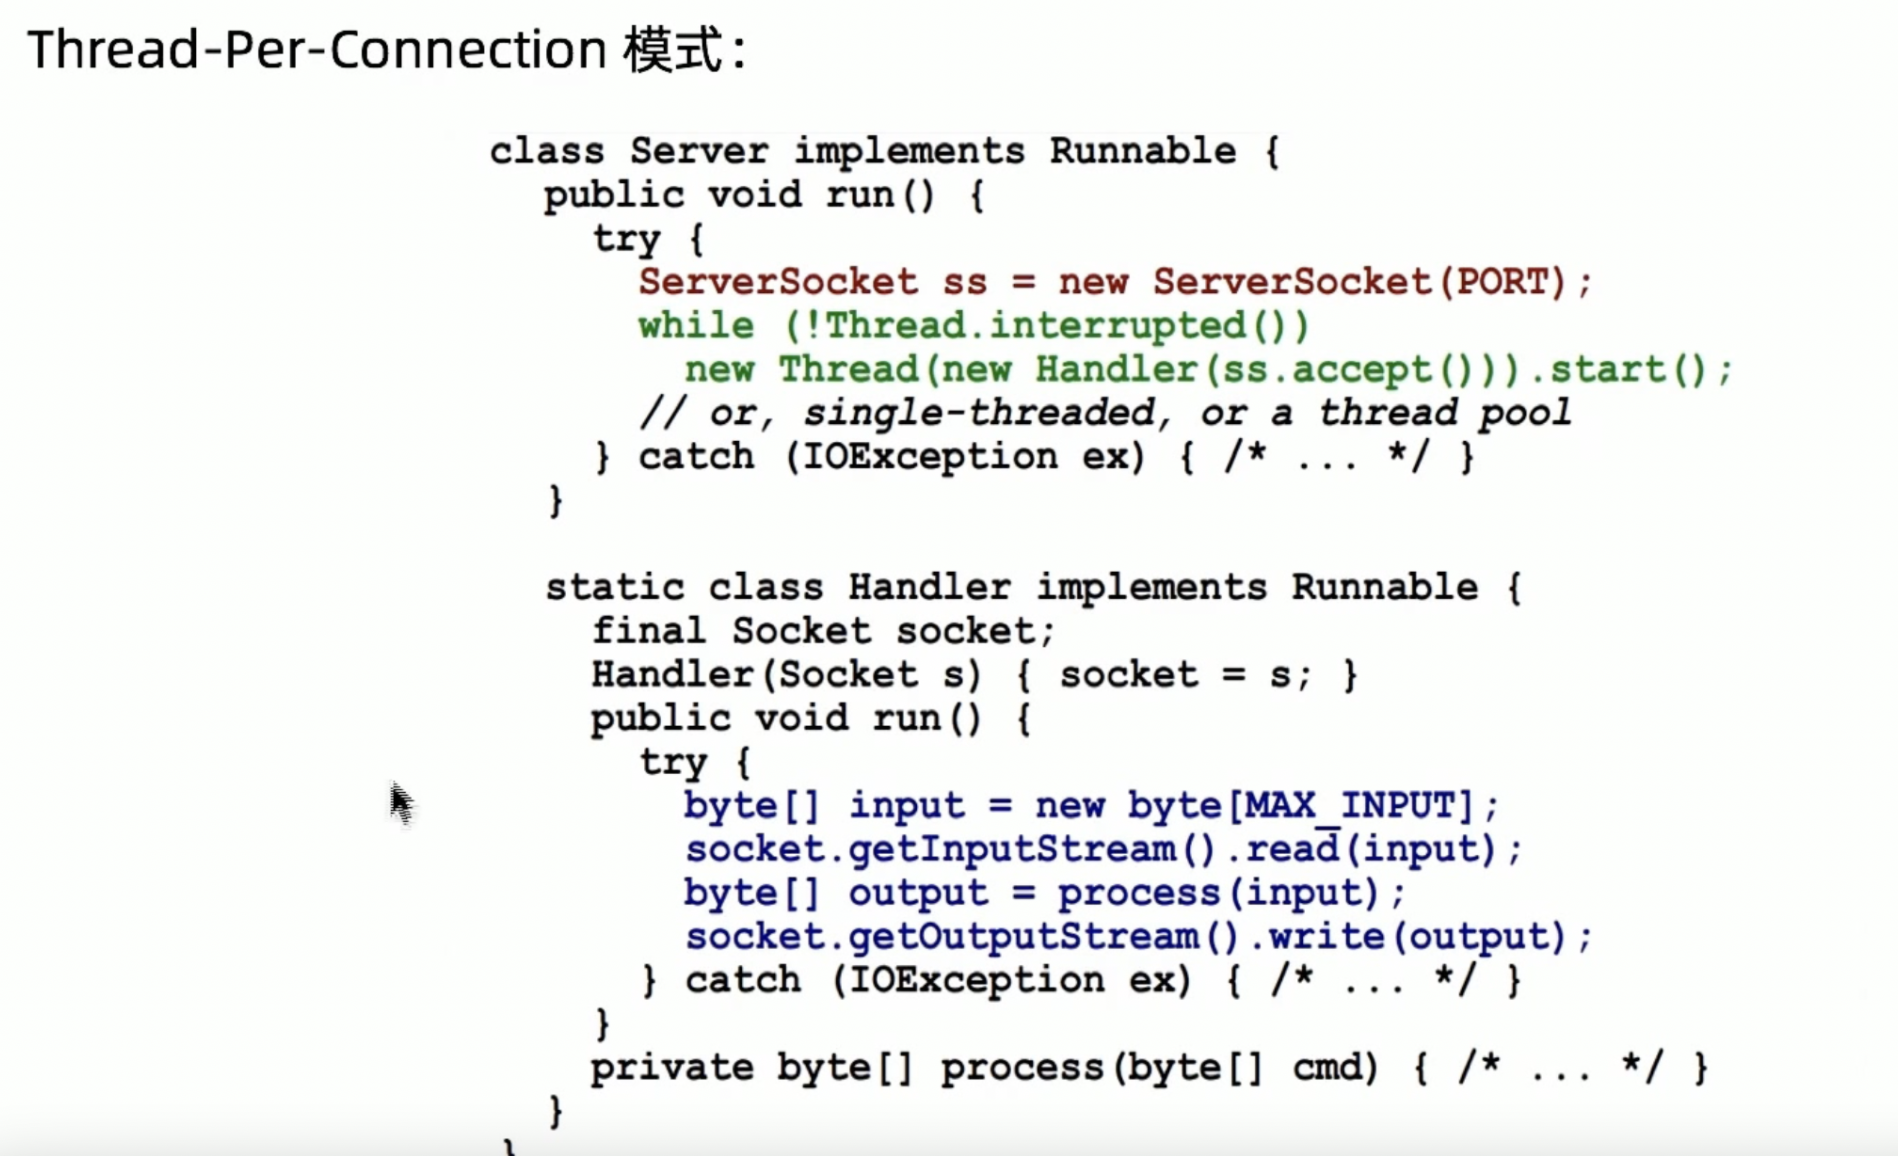 Thread-Per-Connection 模式：
class Server implements Runnable {
public void run() {
try {
ServerSocket ss = new ServerSocket(PORT);
while (!Thread.interrupted())
new Thread(new Handler(ss.accept())).start();
// or, single-threaded, or a thread pool
} catch (IOException ex) { /* ... */ }
}
static class Handler implements Runnable {
final Socket socket;
Handler(Socket s) { socket = s; }
public void run() {
try {
byte[] input = new byte[MAX_INPUT];
socket.getInputStream().read(input);
byte[] output = process(input);
socket.getOutputStream().write(output);
} catch (IOException ex) { /* ... */ }
}
private byte[] process(byte[] cmd) { /* ... */ }
}
}